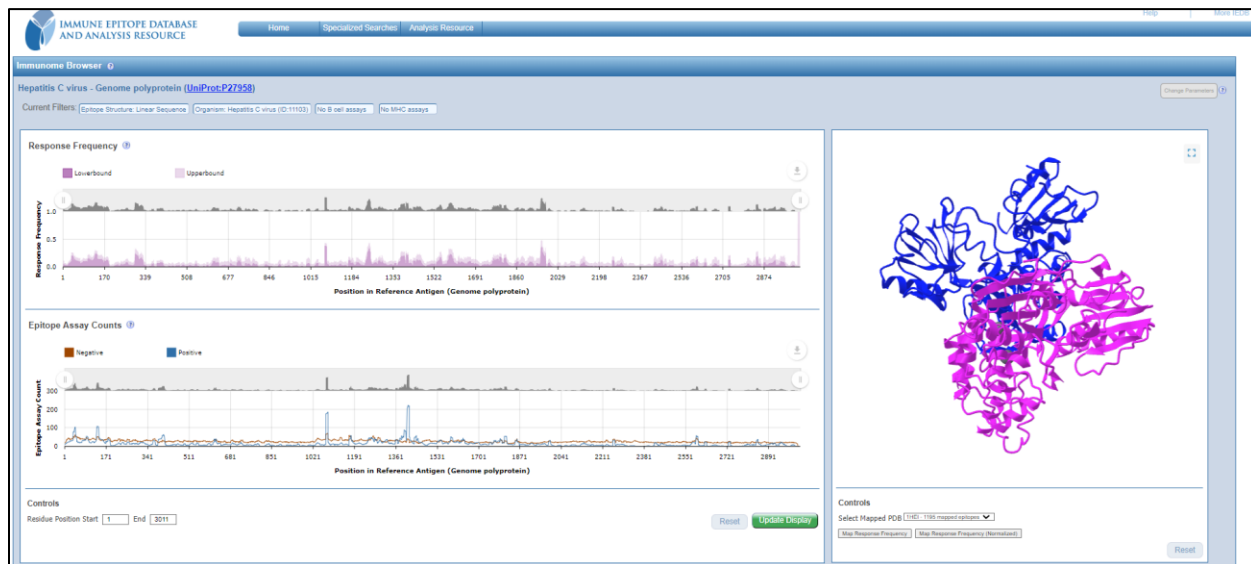 Help More IEDB
IMMUNE EPITOPE DATABASE
AND ANALYSIS RESOURCE
Home Specialized Searches Analysis Resource
Immunome Browser ?
Hepatitis C virus - Genome polyprotein (UniProt:P27958)
Change Parameters ?
Current Filters: Epitope Structure: Linear Sequence Organism: Hepatitis C virus (ID:11103) No B cell assays No MHC assays
Response Frequency ?
Lowerbound Upperbound
Response Frequency
1.0
0.5
0.0
1 170 339 508 677 846 1015 1184 1353 1522 1691 1860 2029 2198 2367 2536 2705 2874
Position in Reference Antigen (Genome polyprotein)
Epitope Assay Counts ?
Negative Positive
Epitope Assay Count
300
200
100
0
1 171 341 511 681 851 1021 1191 1361 1531 1701 1871 2041 2211 2381 2551 2721 2891
Position in Reference Antigen (Genome polyprotein)
Controls
Residue Position Start 1 End 3011
Reset Update Display
Controls
Select Mapped PDB mapped epitopes
Map Response Frequency Map Response Frequency (Normalized)
Reset